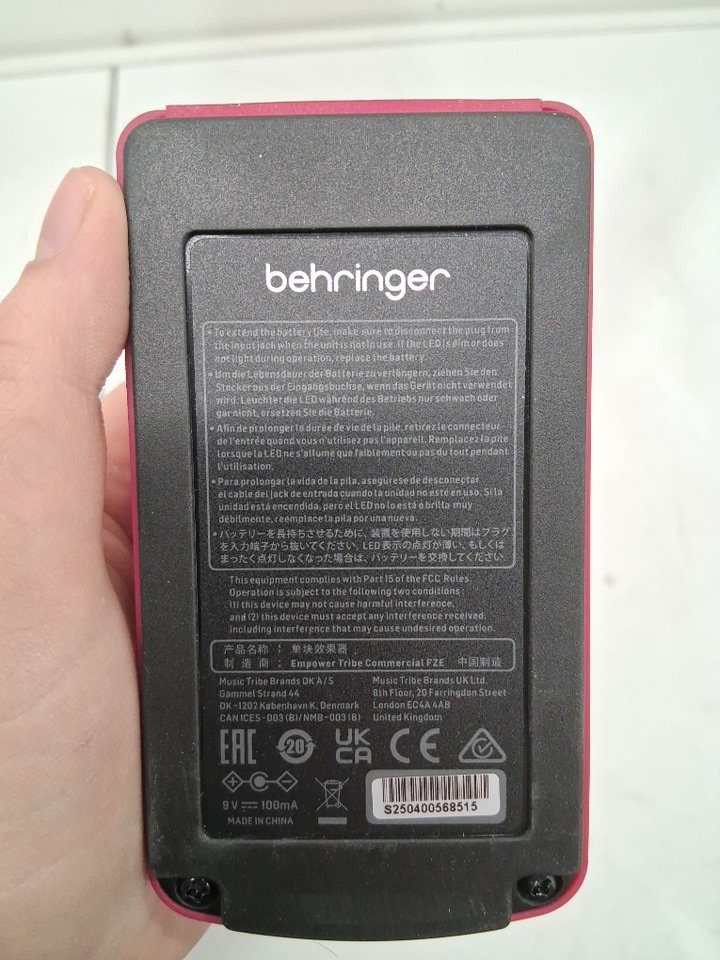 behringer
• To extend the battery life, make sure to disconnect the plug from
the input jack when the unit is not in use. If the LED is dim or does
not light during operation, replace the battery.
• Um die Lebensdauer der Batterie zu verlängern, ziehen Sie den
Stecker aus der Eingangsbuchse, wenn das Gerät nicht verwendet
wird. Leuchtet die LED während des Betriebs nur schwach oder
gar nicht, ersetzen Sie die Batterie.
• Afin de prolonger la durée de vie de la pile, retirez le connecteur
de l'entrée quand vous n'utilisez pas l'appareil. Remplacez la pile
lorsque la LED ne s'allume que faiblement ou pas du tout pendant
l'utilisation.
• Para prolongar la vida de la pila, asegúrese de desconectar
el cable del jack de entrada cuando la unidad no esté en uso. Si la
unidad está encendida, pero el LED no lo está o brilla muy
débilmente, reemplace la pila por una nueva.
• バッテリーを長持ちさせるために、装置を使用しない期間はプラグ
を入力端子から抜いてください。LED 表示の点灯が薄い、もしくは
まったく点灯しなくなった場合は、バッテリーを交換してください
This equipment complies with Part 15 of the FCC Rules.
Operation is subject to the following two conditions:
(1) this device may not cause harmful interference,
and (2) this device must accept any interference received,
including interference that may cause undesired operation.
产品名称 : 单块效果器
制造商 : Empower Tribe Commercial FZE 中国制造
Music Tribe Brands DK A/S
Gammel Strand 44
DK-1202 København K, Denmark
CAN ICES-003 (B)/NMB-003 (B)
Music Tribe Brands UK Ltd.
8th Floor, 20 Farringdon Street
London EC4A 4AB
United Kingdom
EAC 20 UK CA CE
9V ⎓ 100mA
MADE IN CHINA
S250400568515